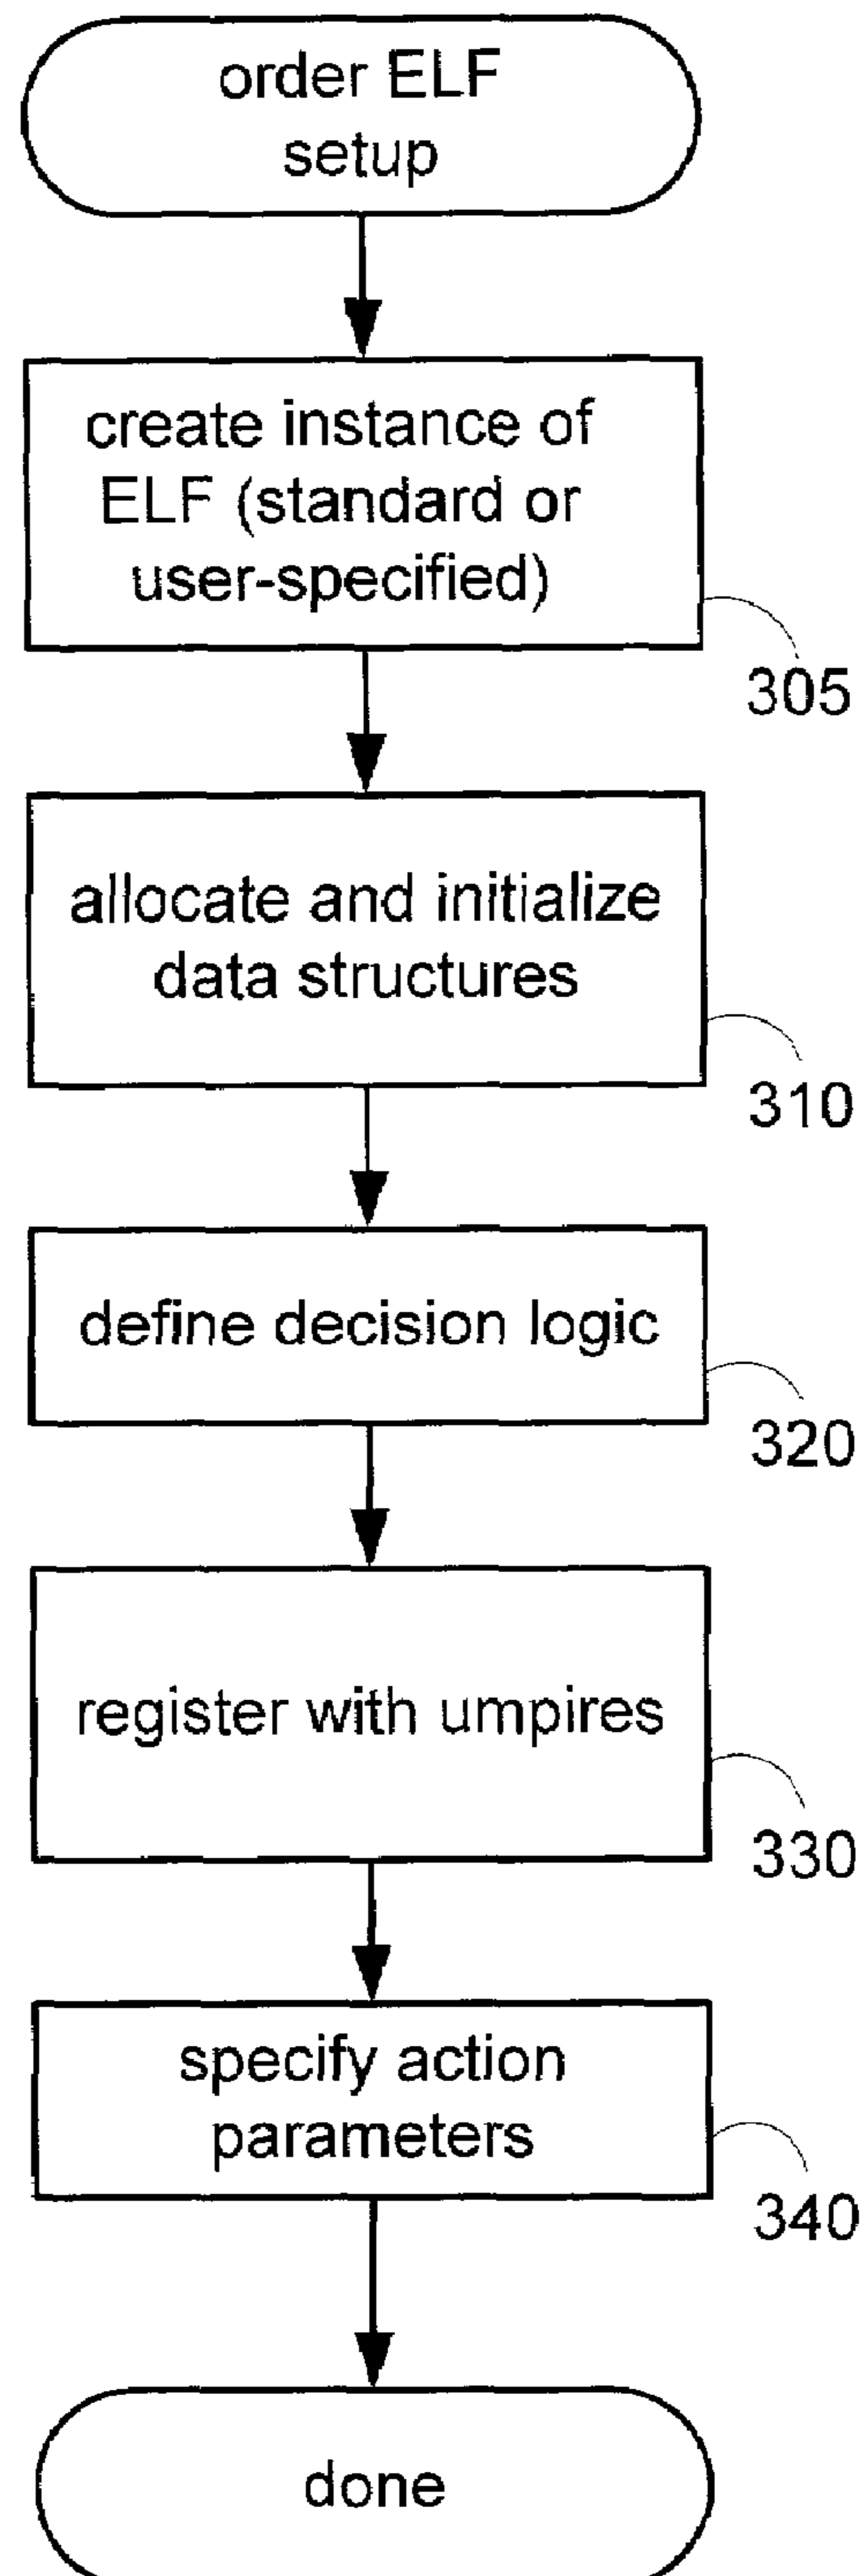 order ELF
setup
create instance of
ELF (standard or
user-specified)
305
allocate and initialize
data structures
310
define decision logic
320
register with umpires
330
specify action
parameters
340
done